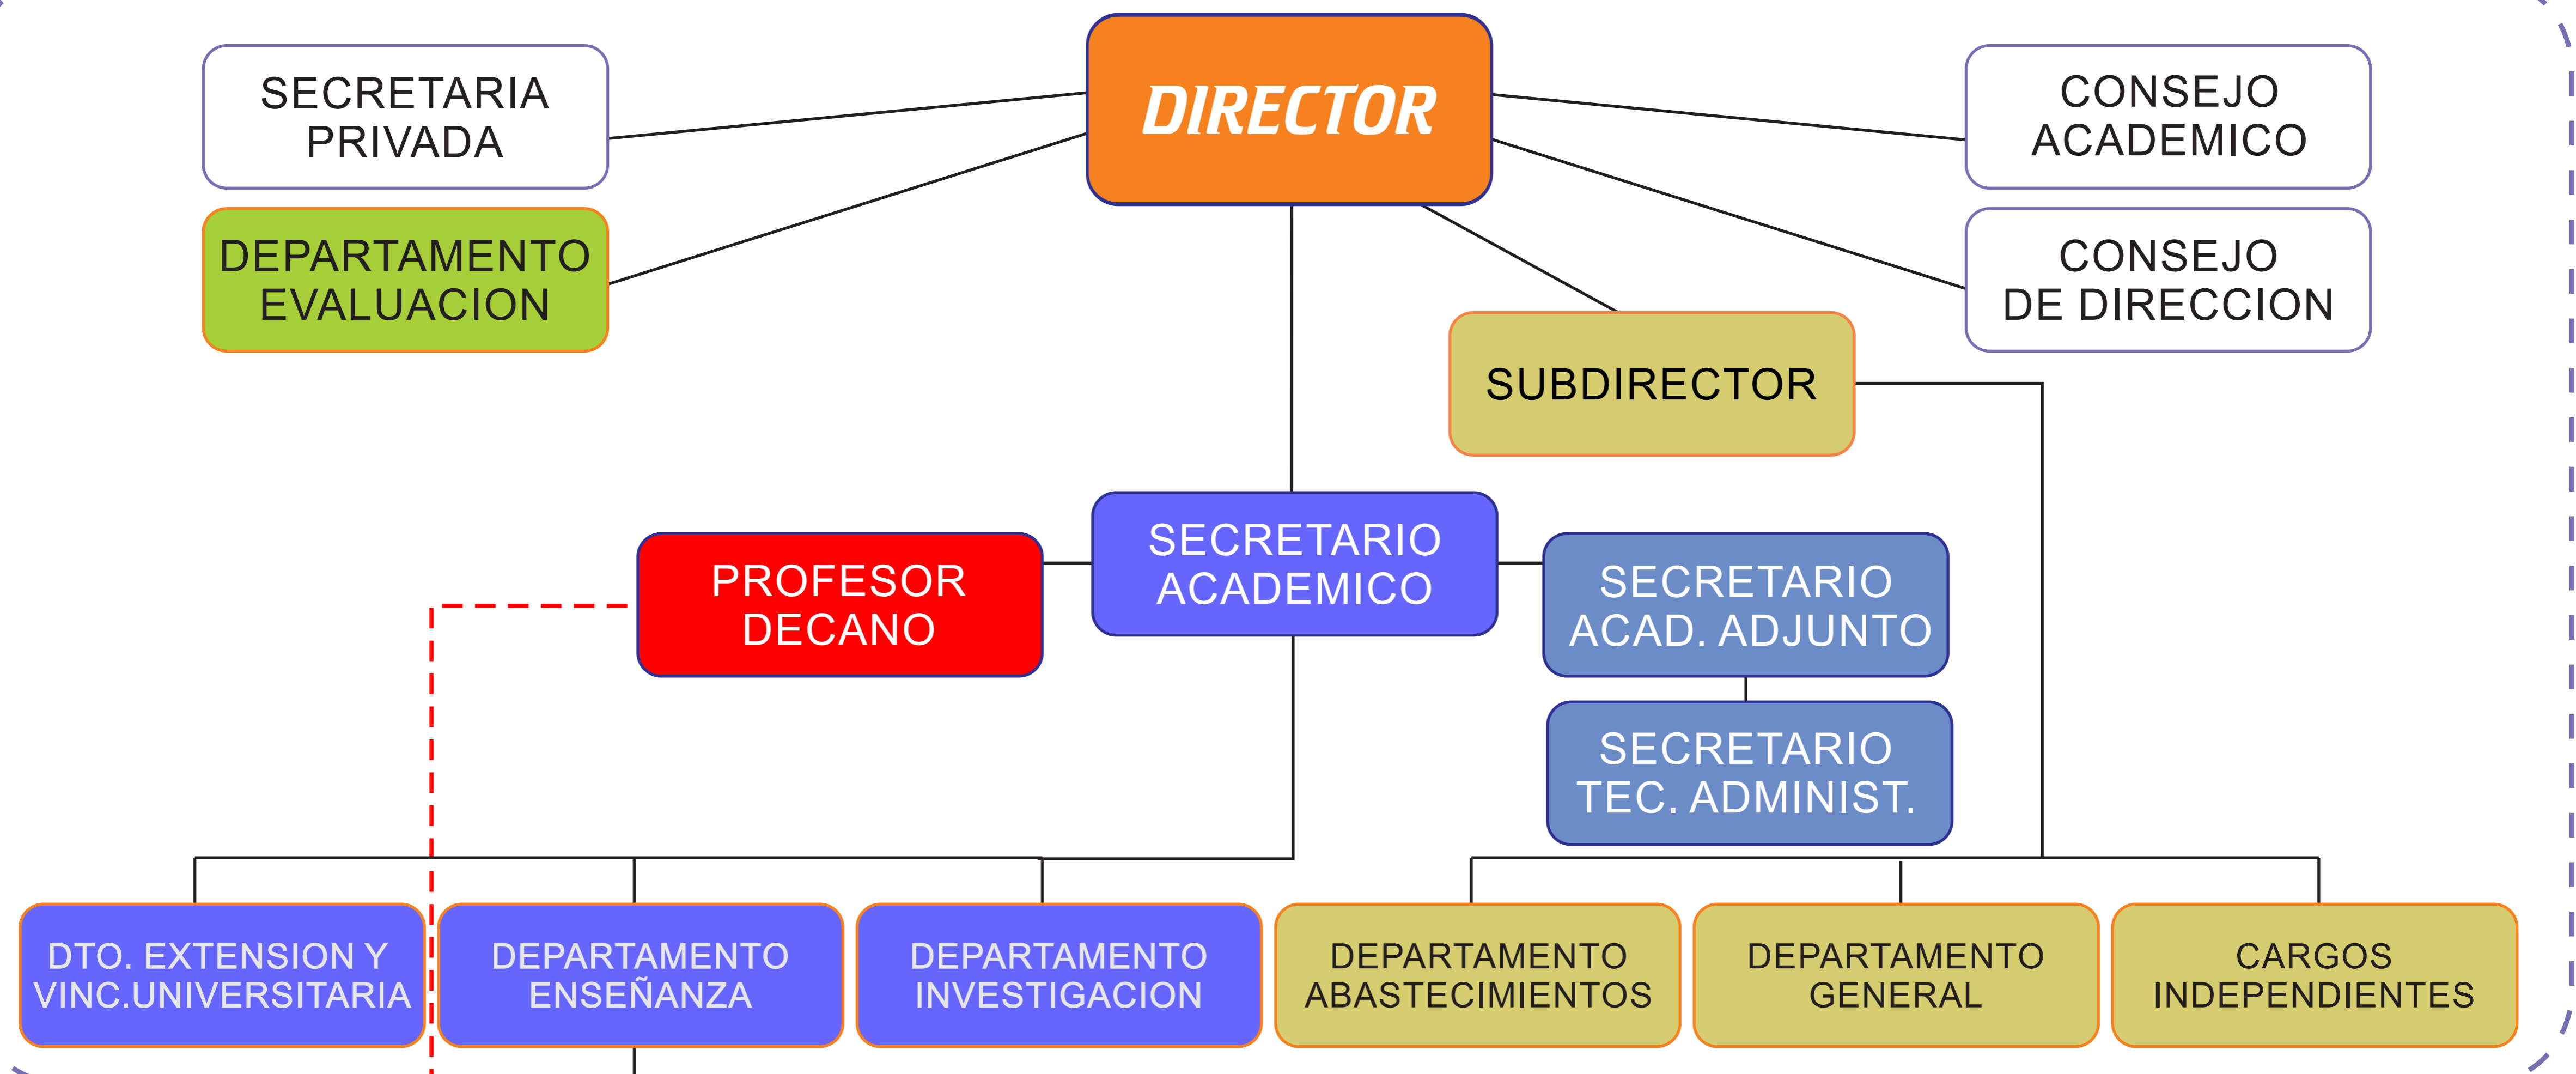 DIRECTOR
SECRETARIA
PRIVADA
CONSEJO
ACADEMICO
DEPARTAMENTO
EVALUACION
CONSEJO
DE DIRECCION
SUBDIRECTOR
PROFESOR
DECANO
SECRETARIO
ACADEMICO
SECRETARIO
ACAD. ADJUNTO
SECRETARIO
TEC. ADMINIST.
DTO. EXTENSION Y
VINC.UNIVERSITARIA
DEPARTAMENTO
ENSEÑANZA
DEPARTAMENTO
INVESTIGACION
DEPARTAMENTO
ABASTECIMIENTOS
DEPARTAMENTO
GENERAL
CARGOS
INDEPENDIENTES